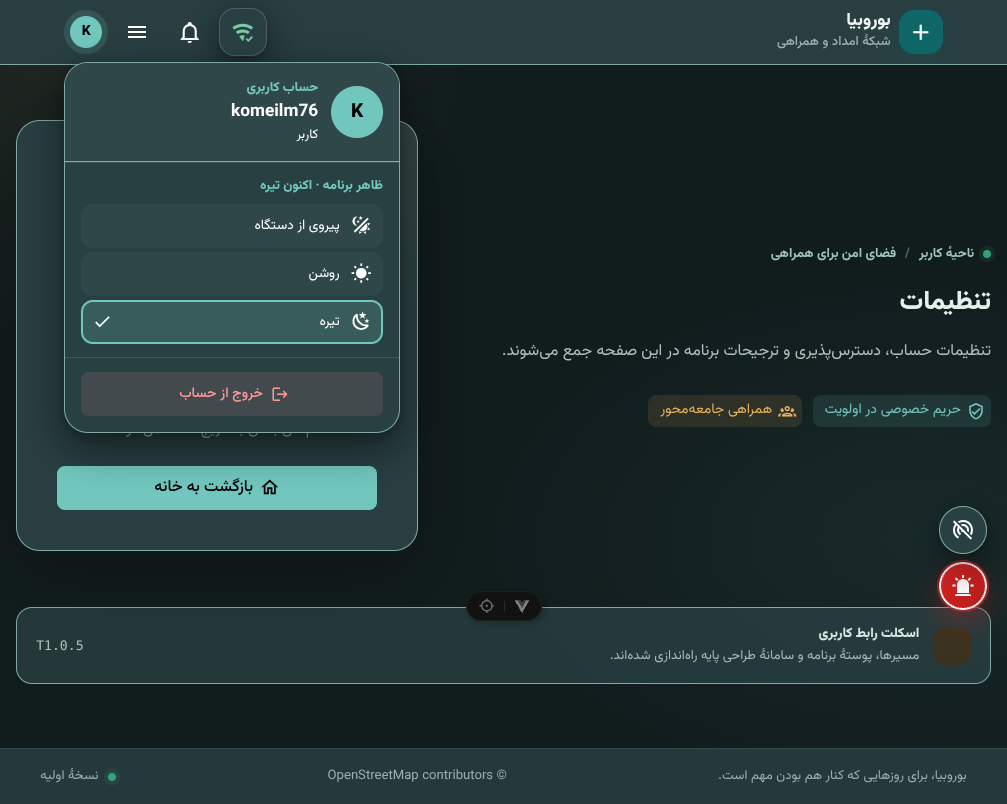 بوروبیا
شبکهٔ امداد و همراهی
K
حساب کاربری
K
komeilm76
کاربر
ظاهر برنامه · اکنون تیره
پیروی از دستگاه
روشن
تیره
خروج از حساب
بازگشت به خانه
ناحیهٔ کاربر / فضای امن برای همراهی
تنظیمات
تنظیمات حساب، دسترس‌پذیری و ترجیحات برنامه در این صفحه جمع می‌شوند.
حریم خصوصی در اولویت
همراهی جامعه‌محور
اسکلت رابط کاربری
مسیرها، پوستهٔ برنامه و سامانهٔ طراحی پایه راه‌اندازی شده‌اند.
T1.0.5
بوروبیا، برای روزهایی که کنار هم بودن مهم است.
© OpenStreetMap contributors
نسخهٔ اولیه